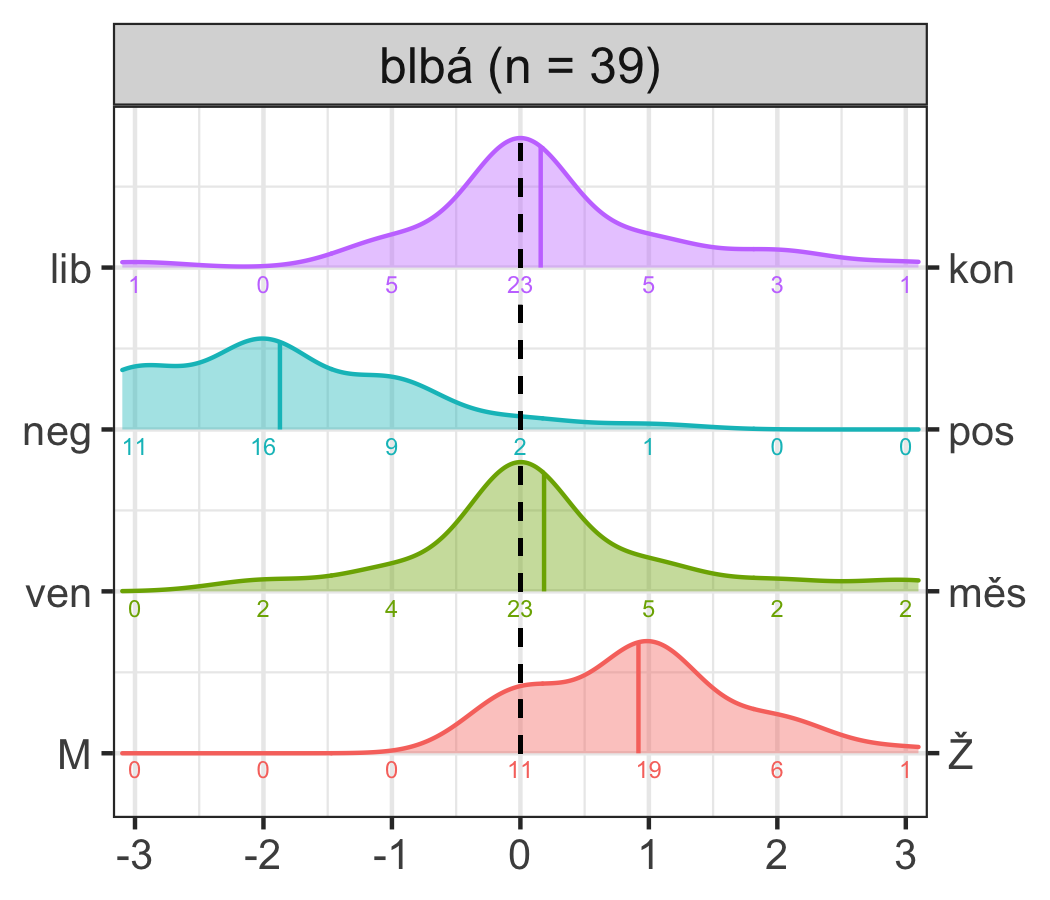 blbá (n = 39)
lib kon
1 0 5 23 5 3 1
neg pos
11 16 9 2 1 0 0
ven měs
0 2 4 23 5 2 2
M Ž
0 0 0 11 19 6 1
-3 -2 -1 0 1 2 3